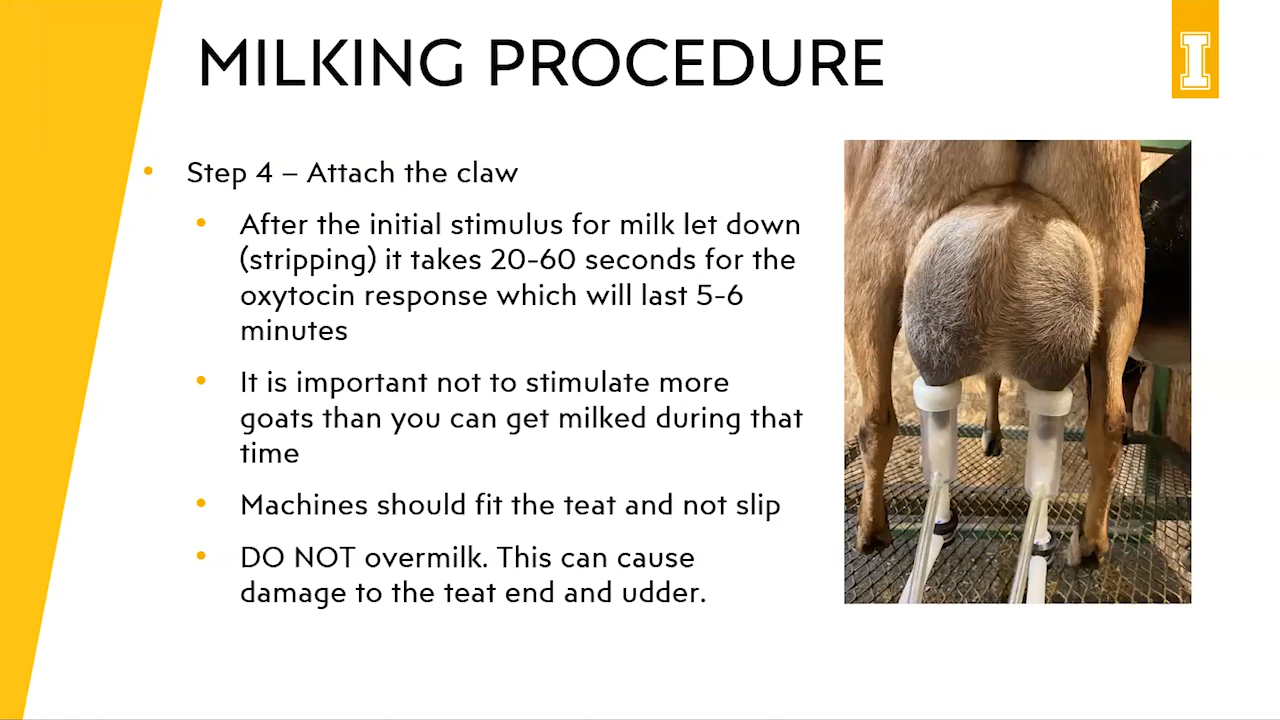 MILKING PROCEDURE
I
• Step 4 – Attach the claw
• After the initial stimulus for milk let down
(stripping) it takes 20-60 seconds for the
oxytocin response which will last 5-6
minutes
• It is important not to stimulate more
goats than you can get milked during that
time
• Machines should fit the teat and not slip
• DO NOT overmilk. This can cause
damage to the teat end and udder.